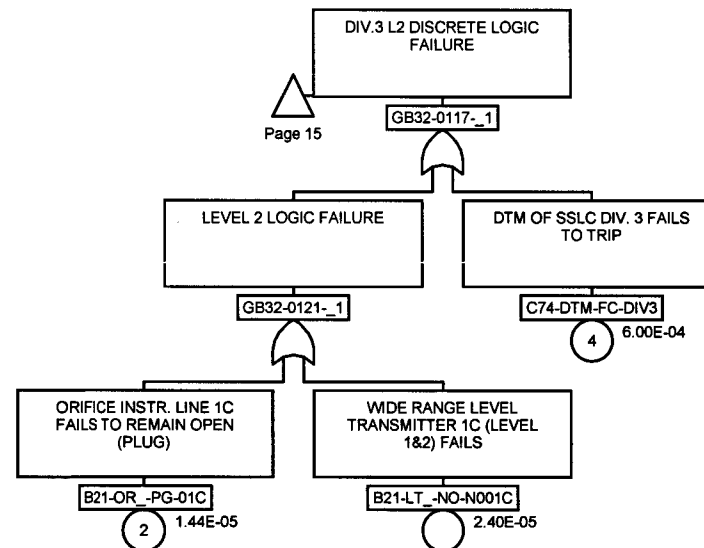 DIV.3 L2 DISCRETE LOGIC
FAILURE
Page 15
GB32-0117-_1
LEVEL 2 LOGIC FAILURE
DTM OF SSLC DIV. 3 FAILS
TO TRIP
GB32-0121-_1
C74-DTM-FC-DIV3
4
6.00E-04
ORIFICE INSTR. LINE 1C
FAILS TO REMAIN OPEN
(PLUG)
WIDE RANGE LEVEL
TRANSMITTER 1C (LEVEL
1&2) FAILS
B21-OR_-PG-01C
B21-LT_-NO-N001C
2
1.44E-05
2.40E-05